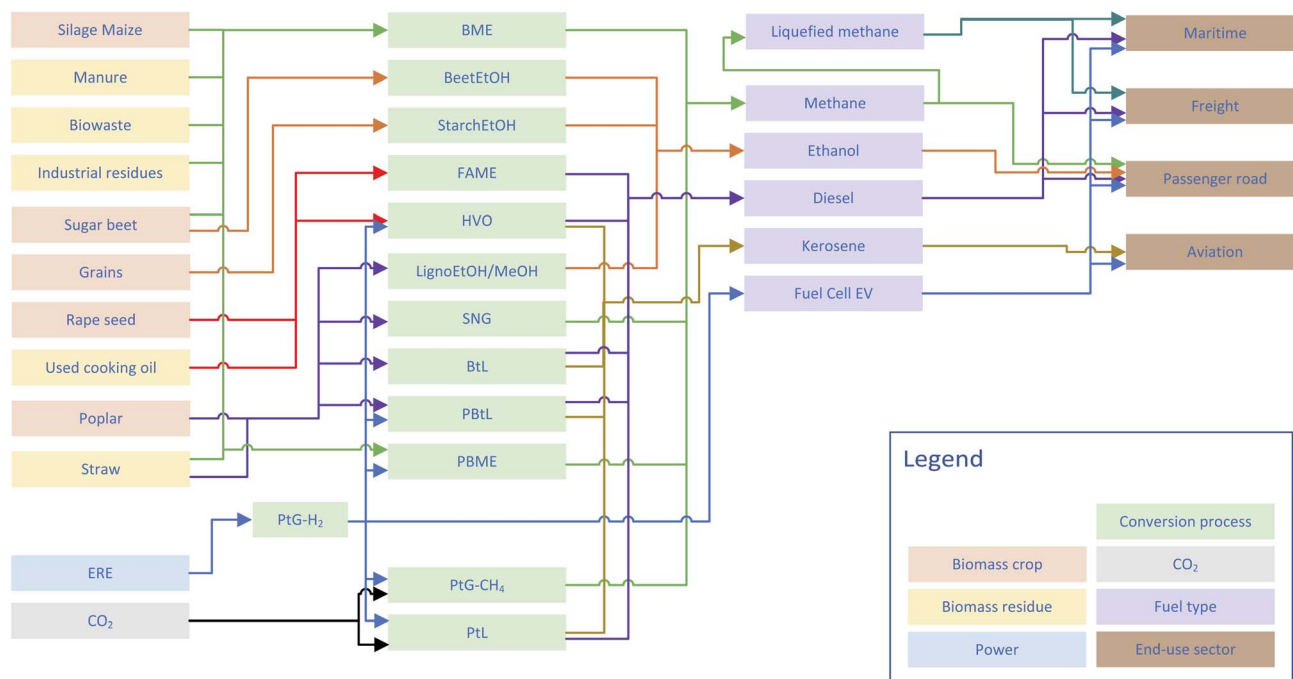 Silage Maize
Manure
Biowaste
Industrial residues
Sugar beet
Grains
Rape seed
Used cooking oil
Poplar
Straw
ERE
CO₂
PtG-H₂
BME
BeetEtOH
StarchEtOH
FAME
HVO
LignoEtOH/MeOH
SNG
BtL
PBtL
PBME
PtG-CH₄
PtL
Liquefied methane
Methane
Ethanol
Diesel
Kerosene
Fuel Cell EV
Maritime
Freight
Passenger road
Aviation
Legend
Conversion process
Biomass crop
CO₂
Biomass residue
Fuel type
Power
End-use sector